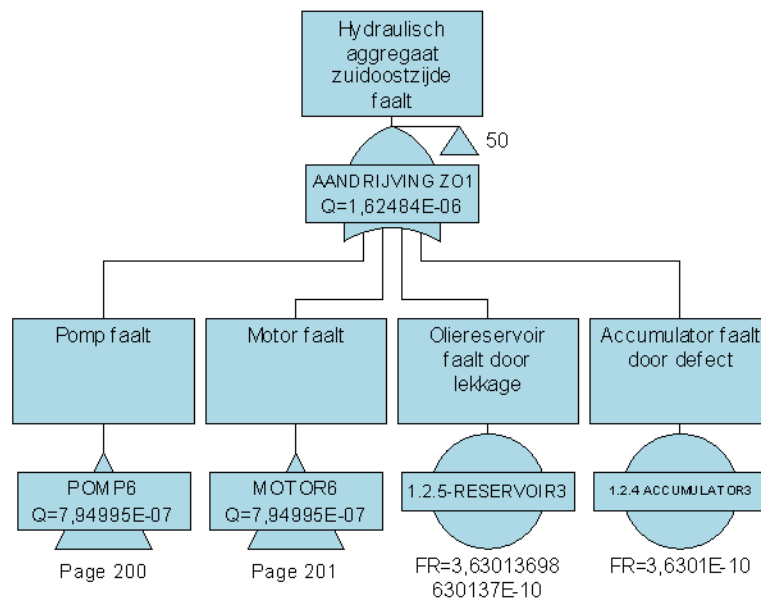 Hydraulisch
aggregaat
zuidoostzijde
faalt
50
AANDRIJVING ZO1
Q=1,62484E-06
Pomp faalt
Motor faalt
Oliereservoir
faalt door
lekkage
Accumulator faalt
door defect
POMP6
Q=7,94995E-07
MOTOR6
Q=7,94995E-07
1.2.5-RESERVOIR3
1.2.4 ACCUMULATOR3
Page 200
Page 201
FR=3,63013698
630137E-10
FR=3,6301E-10